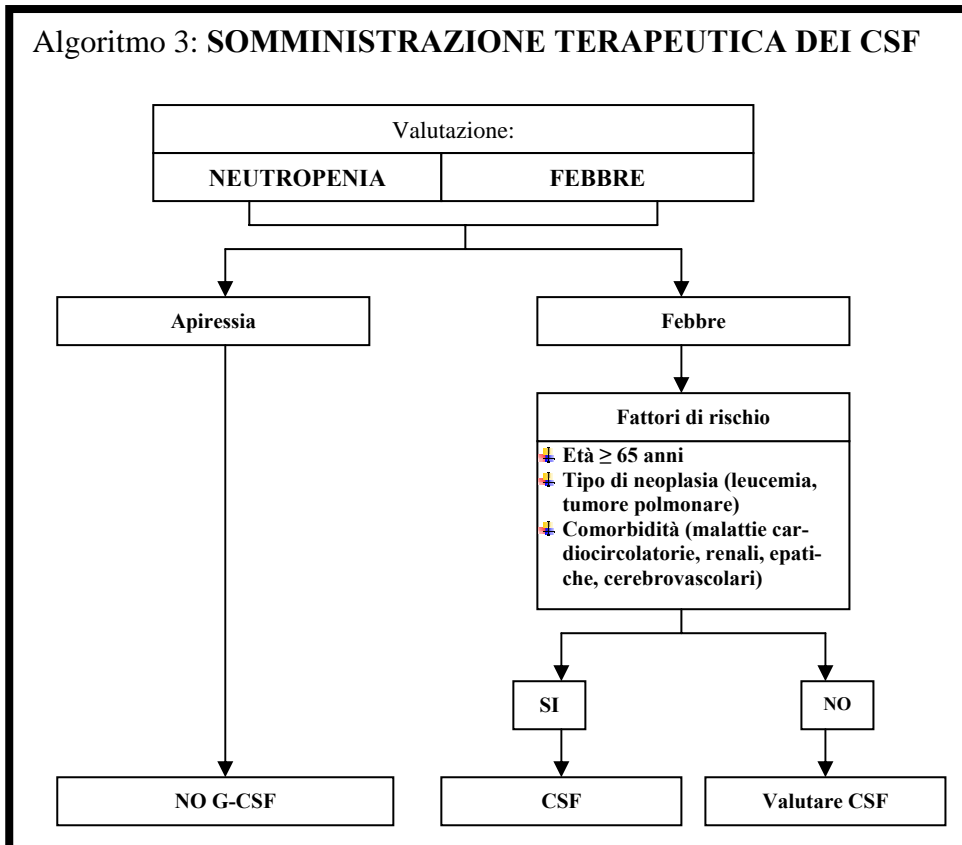 Algoritmo 3: SOMMINISTRAZIONE TERAPEUTICA DEI CSF
Valutazione:
NEUTROPENIA
FEBBRE
Apiressia
Febbre
Fattori di rischio
Età ≥ 65 anni
Tipo di neoplasia (leucemia,
tumore polmonare)
Comorbidità (malattie car-
diocircolatorie, renali, epati-
che, cerebrovascolari)
SI
NO
NO G-CSF
CSF
Valutare CSF